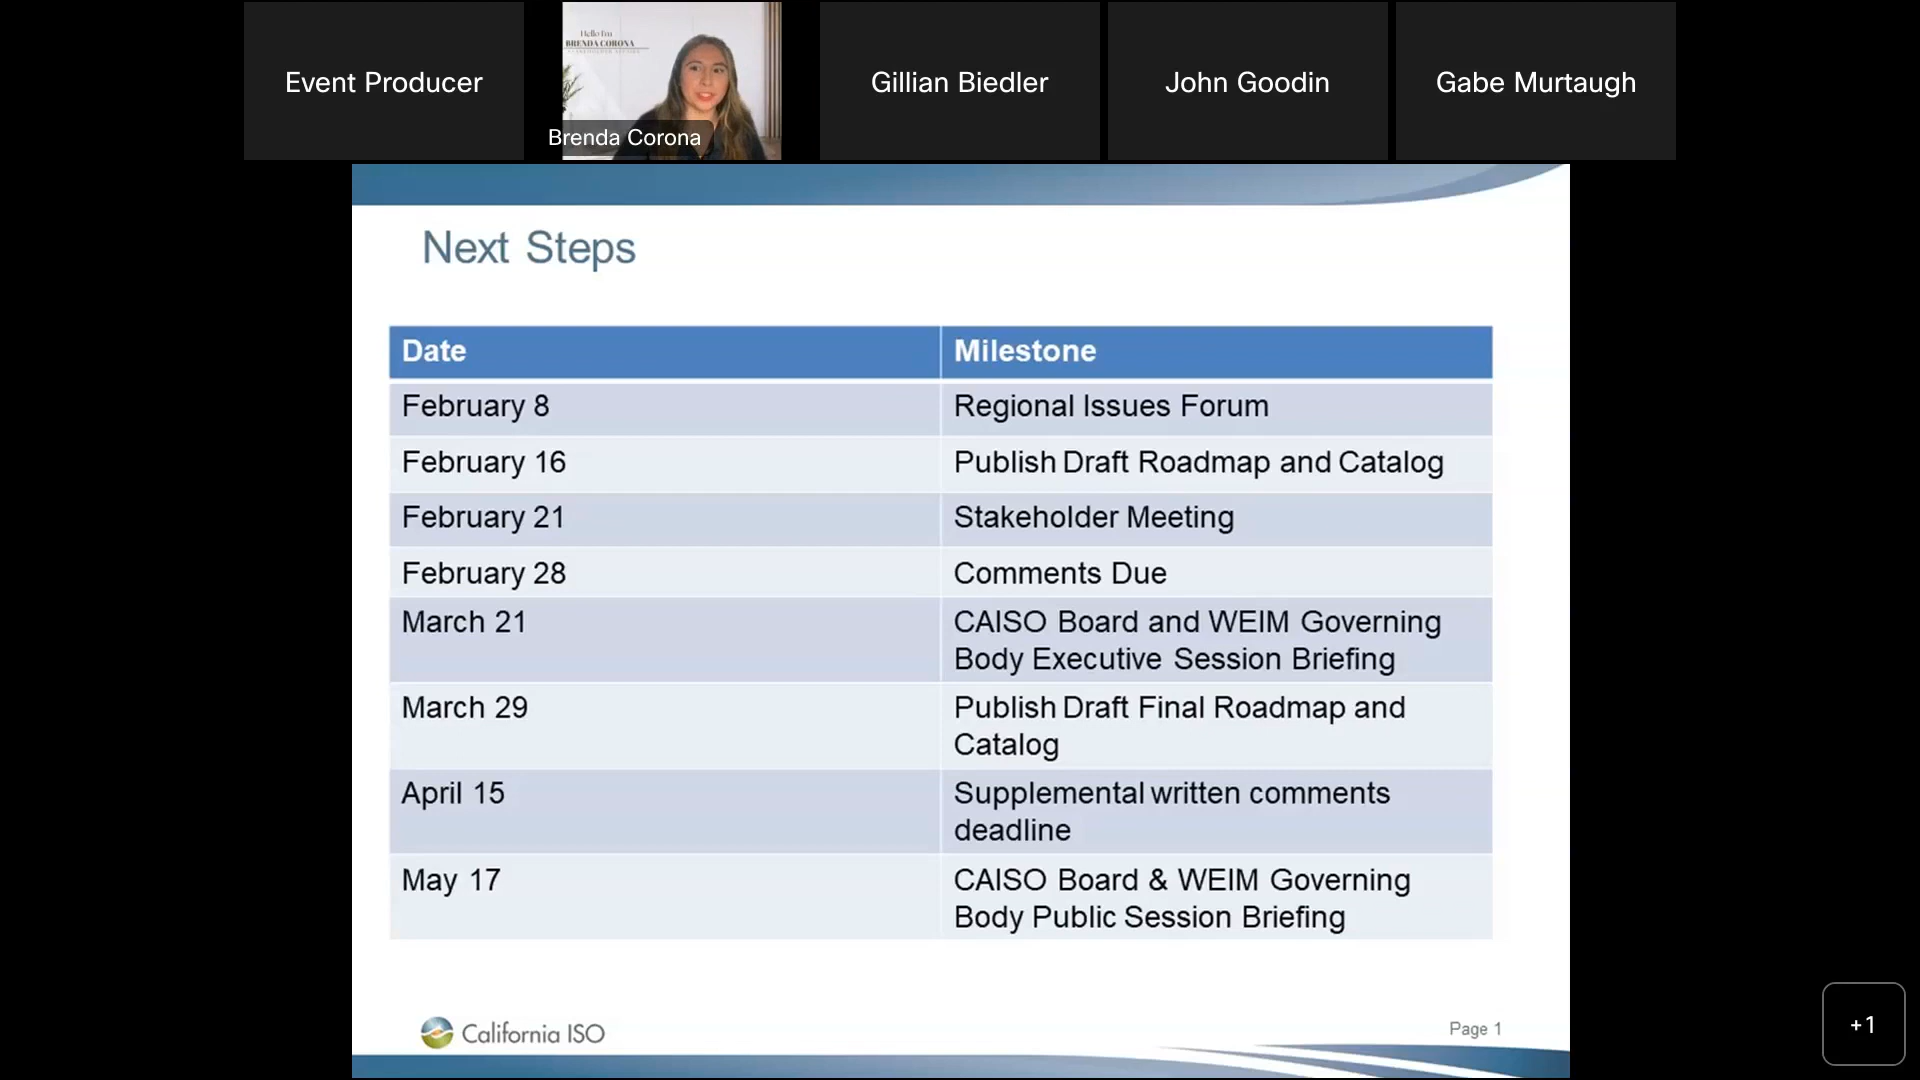 Event Producer
Hello I'm
BRENDA CORONA
Brenda Corona
Gillian Biedler
John Goodin
Gabe Murtaugh
Next Steps
Date Milestone
February 8 Regional Issues Forum
February 16 Publish Draft Roadmap and Catalog
February 21 Stakeholder Meeting
February 28 Comments Due
March 21 CAISO Board and WEIM Governing
Body Executive Session Briefing
March 29 Publish Draft Final Roadmap and
Catalog
April 15 Supplemental written comments
deadline
May 17 CAISO Board & WEIM Governing
Body Public Session Briefing
California ISO
Page 1
+1